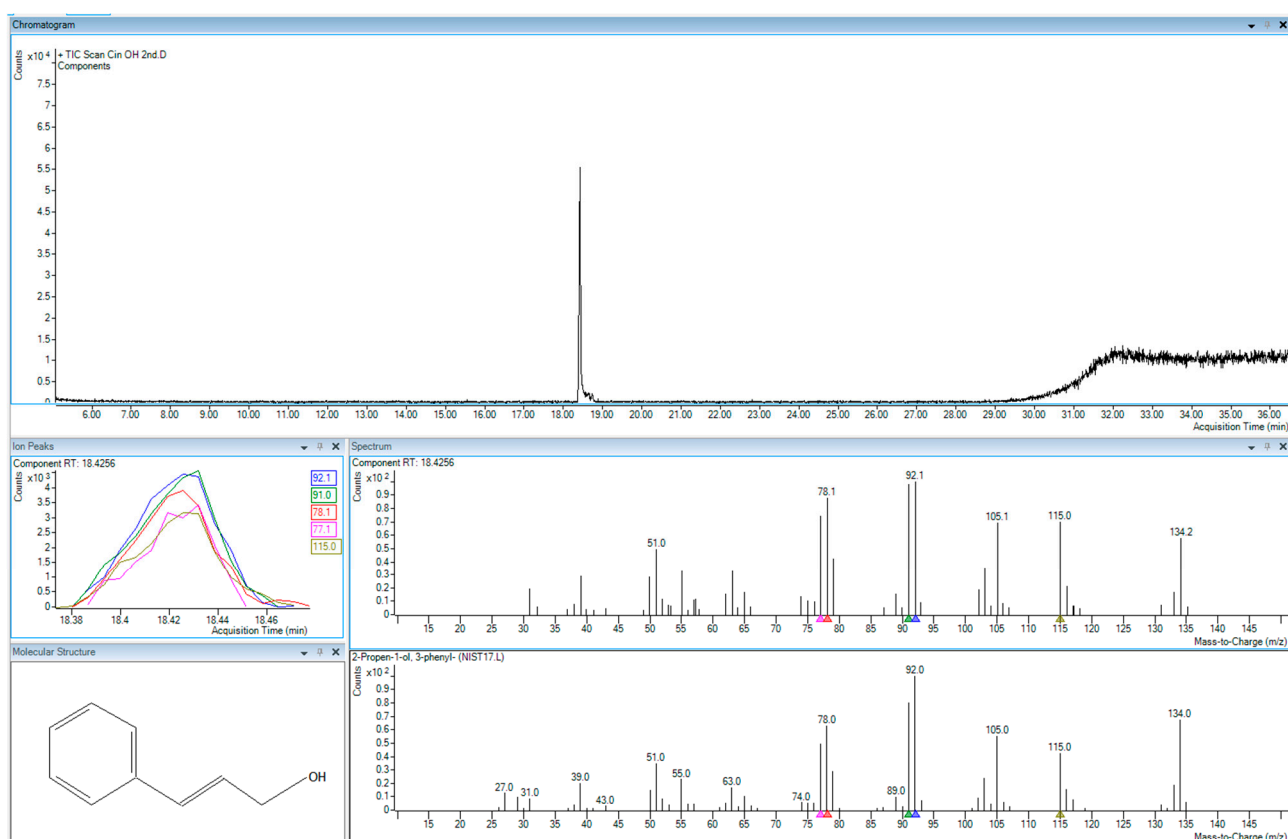 Chromatogram
+ TIC Scan Cin OH 2nd.D
Components
Counts
x10 4
7.5
7
6.5
6
5.5
5
4.5
4
3.5
3
2.5
2
1.5
1
0.5
0
6.00 7.00 8.00 9.00 10.00 11.00 12.00 13.00 14.00 15.00 16.00 17.00 18.00 19.00 20.00 21.00 22.00 23.00 24.00 25.00 26.00 27.00 28.00 29.00 30.00 31.00 32.00 33.00 34.00 35.00 36.00
Acquisition Time (min)
Ion Peaks
Component RT: 18.4256
Counts
x10 3
4
3.5
3
2.5
2
1.5
1
0.5
0
92.1
91.0
78.1
77.1
115.0
18.38 18.4 18.42 18.44 18.46
Acquisition Time (min)
Spectrum
Component RT: 18.4256
Counts
x10 2
0.9
0.8
0.7
0.6
0.5
0.4
0.3
0.2
0.1
0
51.0 78.1 92.1 105.1 115.0 134.2
15 20 25 30 35 40 45 50 55 60 65 70 75 80 85 90 95 100 105 110 115 120 125 130 135 140 145
Mass-to-Charge (m/z)
Molecular Structure
OH
2-Propen-1-ol, 3-phenyl- (NIST17.L)
Counts
x10 2
0.9
0.8
0.7
0.6
0.5
0.4
0.3
0.2
0.1
0
27.0 31.0 39.0 43.0 51.0 55.0 63.0 74.0 78.0 89.0 92.0 105.0 115.0 134.0
15 20 25 30 35 40 45 50 55 60 65 70 75 80 85 90 95 100 105 110 115 120 125 130 135 140 145
Mass-to-Charge (m/z)